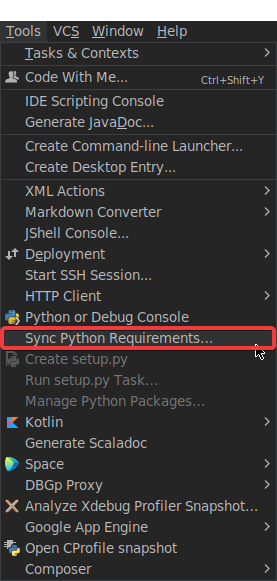 Tools VCS Window Help
Tasks & Contexts
Code With Me... Ctrl+Shift+Y
IDE Scripting Console
Generate JavaDoc...
Create Command-line Launcher...
Create Desktop Entry...
XML Actions
Markdown Converter
JShell Console...
Deployment
Start SSH Session...
HTTP Client
Python or Debug Console
Sync Python Requirements...
Create setup.py
Run setup.py Task...
Manage Python Packages...
Kotlin
Generate Scaladoc
Space
DBGp Proxy
Analyze Xdebug Profiler Snapshot...
Google App Engine
Open CProfile snapshot
Composer